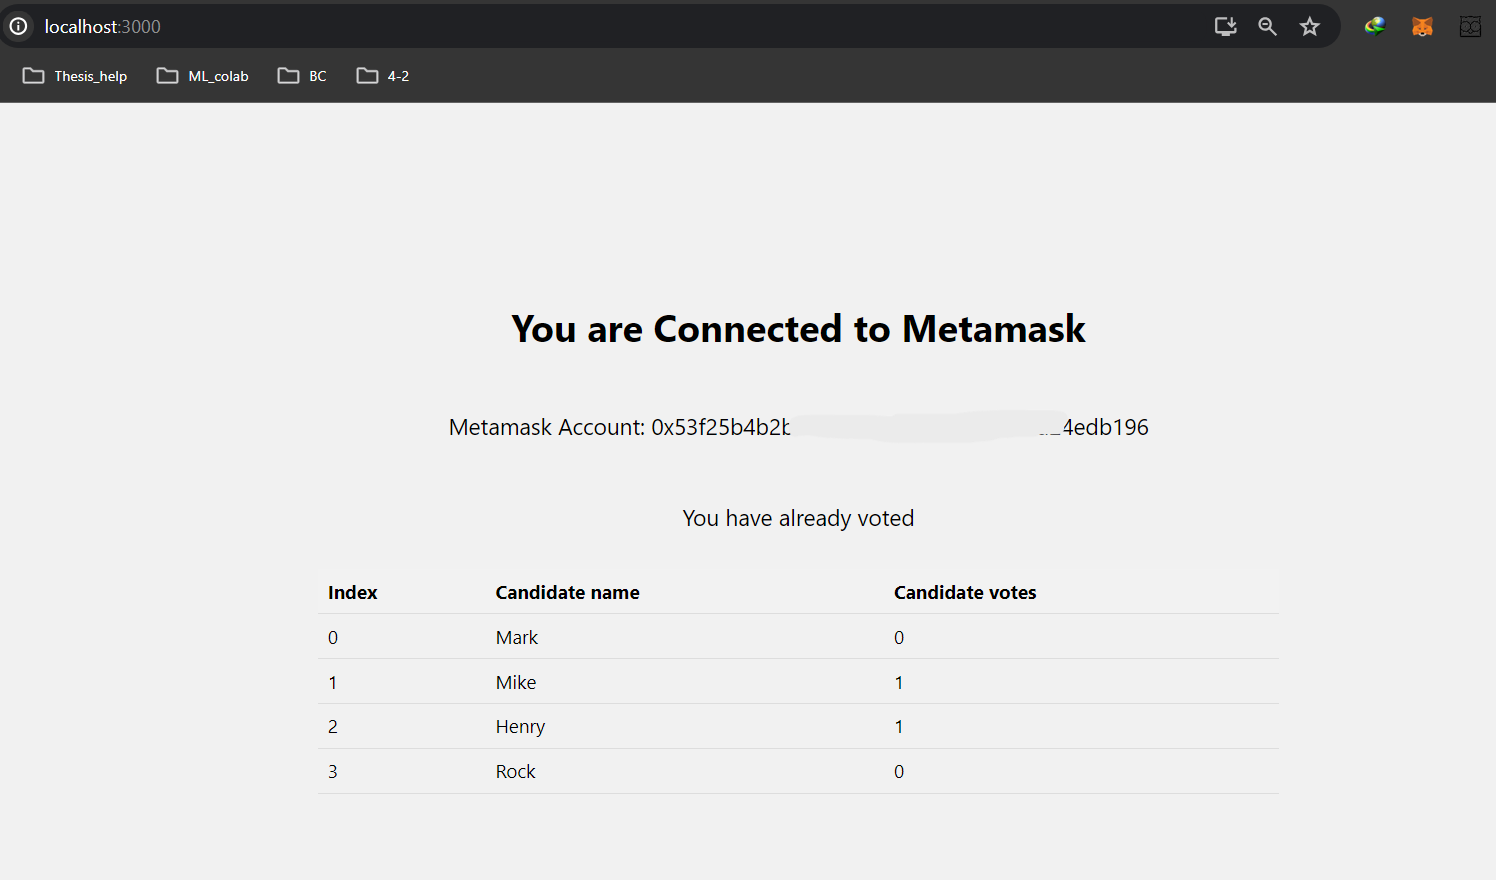 localhost:3000
Thesis_help ML_colab BC 4-2
You are Connected to Metamask
Metamask Account: 0x53f25b4b2b 4edb196
You have already voted
Index Candidate name Candidate votes
0 Mark 0
1 Mike 1
2 Henry 1
3 Rock 0